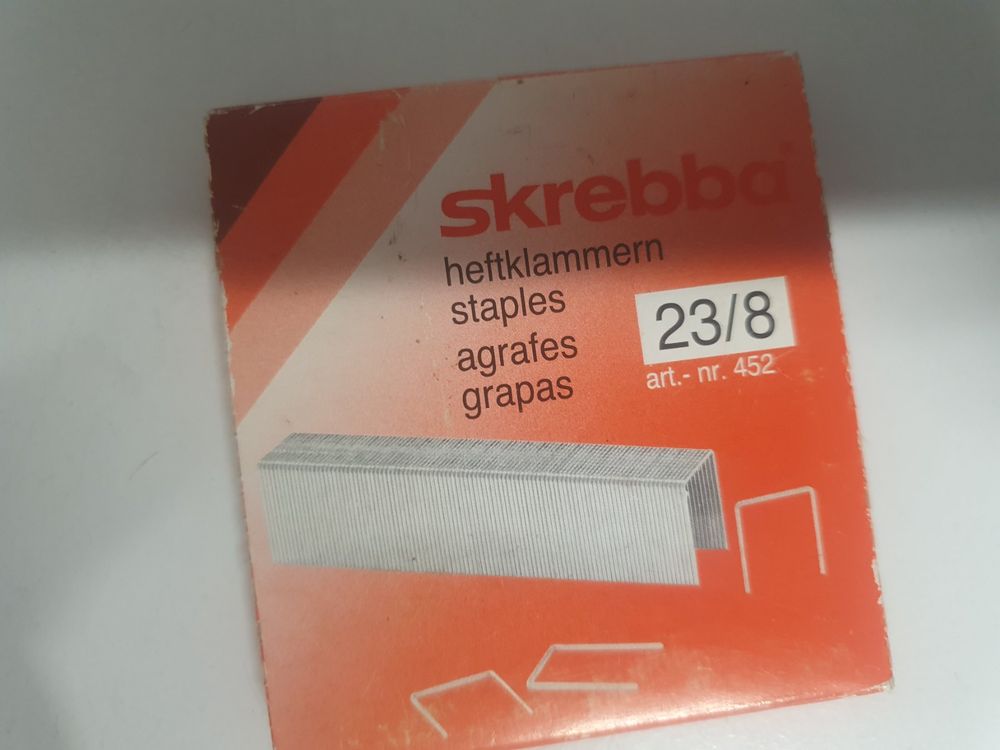 skrebba
heftklammern
staples
agrafes
grapas
23/8
art.- nr. 452